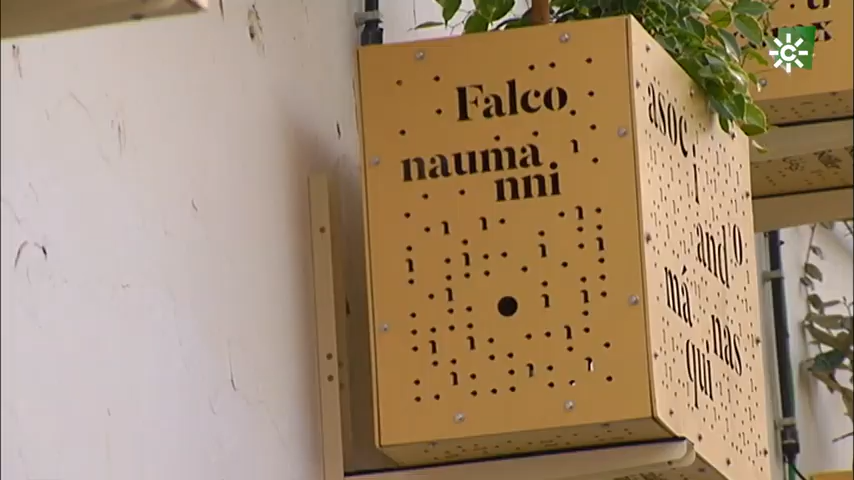 Falco
nauma
nni
asoc
i
and'o
má
nas
qui